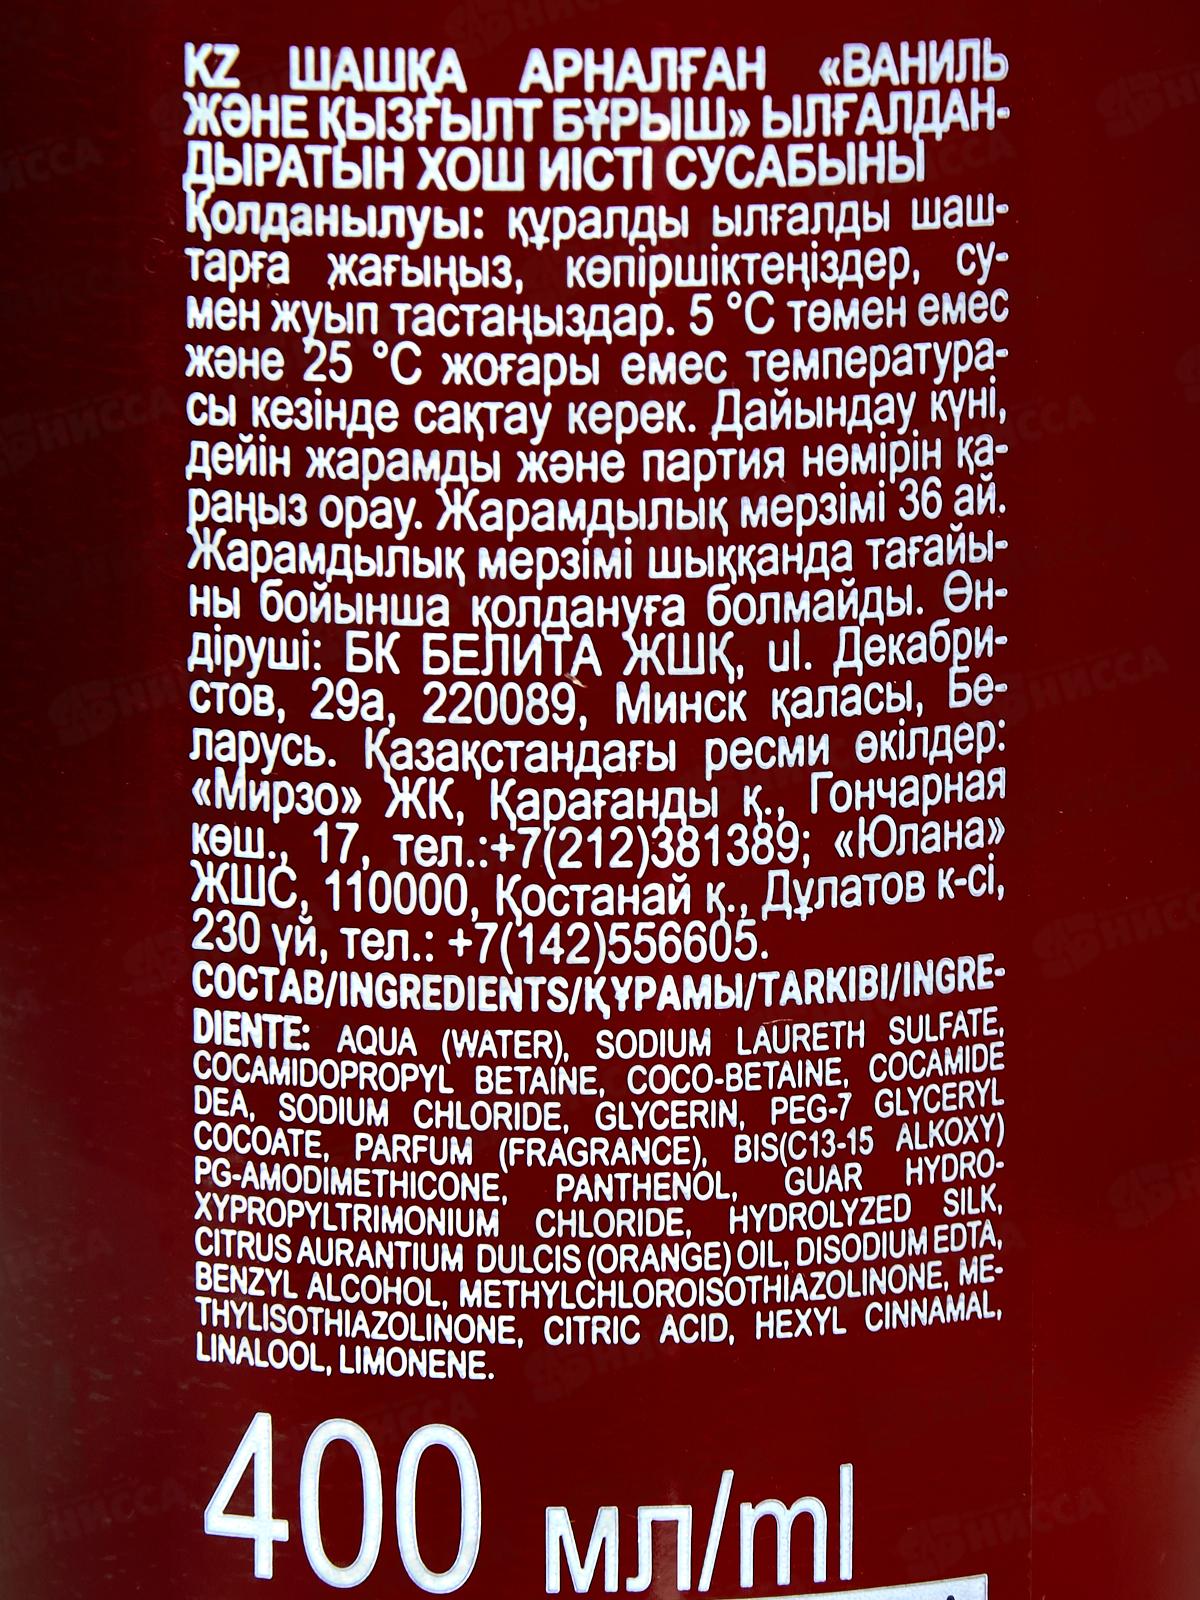 KZ ШАШҚА АРНАЛҒАН «ВАНИЛЬ
ЖӘНЕ ҚЫЗҒЫЛТ БҰРЫШ» ЫЛҒАЛДАН-
ДЫРАТЫН ХОШ ИІСТІ СУСАБЫНЫ
Қолданылуы: құралды ылғалды шаш-
тарға жағыңыз, көпіршіктеңіздер, су-
мен жуып тастаңыздар. 5 °C төмен емес
және 25 °C жоғары емес температура-
сы кезінде сақтау керек. Дайындау күні,
дейін жарамды және партия нөмірін қа-
раңыз орау. Жарамдылық мерзімі 36 ай.
Жарамдылық мерзімі шыққанда тағайы-
ны бойынша қолдануға болмайды. Өн-
діруші: БК БЕЛИТА ЖШҚ, ul. Декабри-
стов, 29а, 220089, Минск қаласы, Бе-
ларусь. Қазақстандағы ресми өкілдер:
«Мирзо» ЖК, Қарағанды қ., Гончарная
көш., 17, тел.:+7(212)381389; «Юлана»
ЖШС, 110000, Қостанай қ., Дұлатов к-сі,
230 үй, тел.: +7(142)556605.
СОСТАВ/INGREDIENTS/ҚҰРАМЫ/TARKIBI/INGRE-
DIENTE: AQUA (WATER), SODIUM LAURETH SULFATE,
COCAMIDOPROPYL BETAINE, COCO-BETAINE, COCAMIDE
DEA, SODIUM CHLORIDE, GLYCERIN, PEG-7 GLYCERYL
COCOATE, PARFUM (FRAGRANCE), BIS(C13-15 ALKOXY)
PG-AMODIMETHICONE, PANTHENOL, GUAR HYDRO-
XYPROPYLTRIMONIUM CHLORIDE, HYDROLYZED SILK,
CITRUS AURANTIUM DULCIS (ORANGE) OIL, DISODIUM EDTA,
BENZYL ALCOHOL, METHYLCHLOROISOTHIAZOLINONE, ME-
THYLISOTHIAZOLINONE, CITRIC ACID, HEXYL CINNAMAL,
LINALOOL, LIMONENE.
400 мл/ml